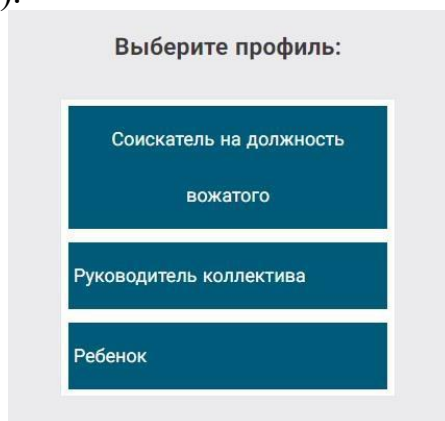 ).
Выберите профиль:
Соискатель на должность
вожатого
Руководитель коллектива
Ребенок